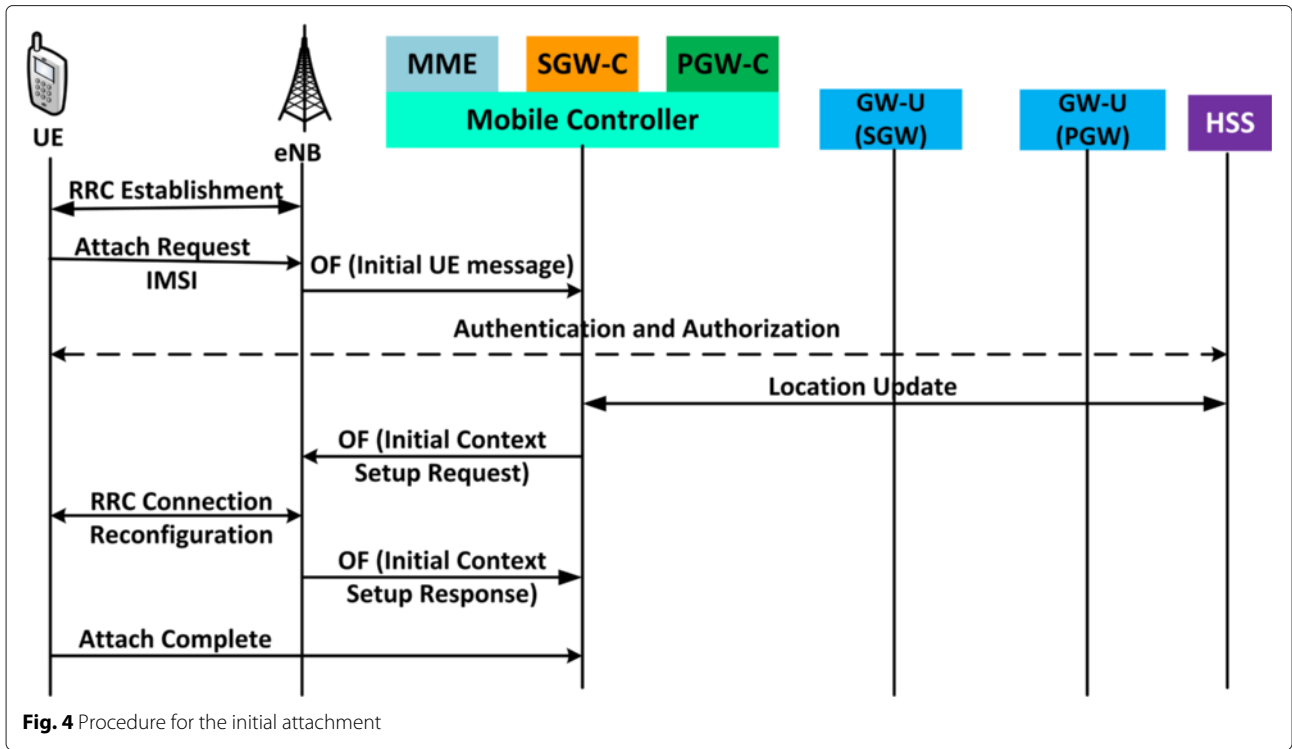 MME
SGW-C
PGW-C
Mobile Controller
GW-U
(SGW)
GW-U
(PGW)
HSS
UE
eNB
RRC Establishment
Attach Request
IMSI
OF (Initial UE message)
Authentication and Authorization
Location Update
OF (Initial Context
Setup Request)
RRC Connection
Reconfiguration
OF (Initial Context
Setup Response)
Attach Complete
Fig. 4 Procedure for the initial attachment